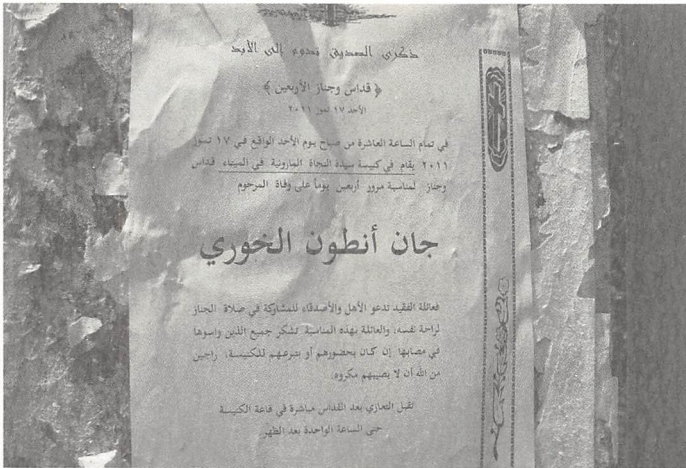 ذكرى الصديق تدوم إلى الأبد
﴿ قداس وجناز الأربعين ﴾
الأحد ١٧ تموز ٢٠١١
في تمام الساعة العاشرة من صباح يوم الأحد الواقع في ١٧ تموز
٢٠١١ يقام في كنيسة سيدة النجاة المارونية في الميناء قداس
وجناز لمناسبة مرور أربعين يوماً على وفاة المرحوم
جان أنطون الخوري
فعائلة الفقيد تدعو الأهل والأصدقاء للمشاركة في صلاة الجناز
لراحة نفسه، والعائلة بهذه المناسبة تشكر جميع الذين واسوها
في مصابها إن كان بحضورهم أو بتبرعهم للكنيسة، راجين
من الله أن لا يصيبهم مكروه.
تقبل التعازي بعد القداس مباشرة في قاعة الكنيسة
حتى الساعة الواحدة بعد الظهر